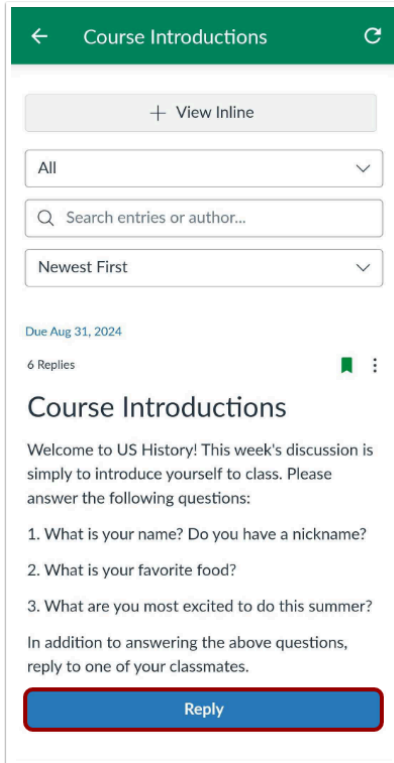 Course Introductions
View Inline
All
Search entries or author...
Newest First
Due Aug 31, 2024
6 Replies
Course Introductions
Welcome to US History! This week's discussion is
simply to introduce yourself to class. Please
answer the following questions:
1. What is your name? Do you have a nickname?
2. What is your favorite food?
3. What are you most excited to do this summer?
In addition to answering the above questions,
reply to one of your classmates.
Reply